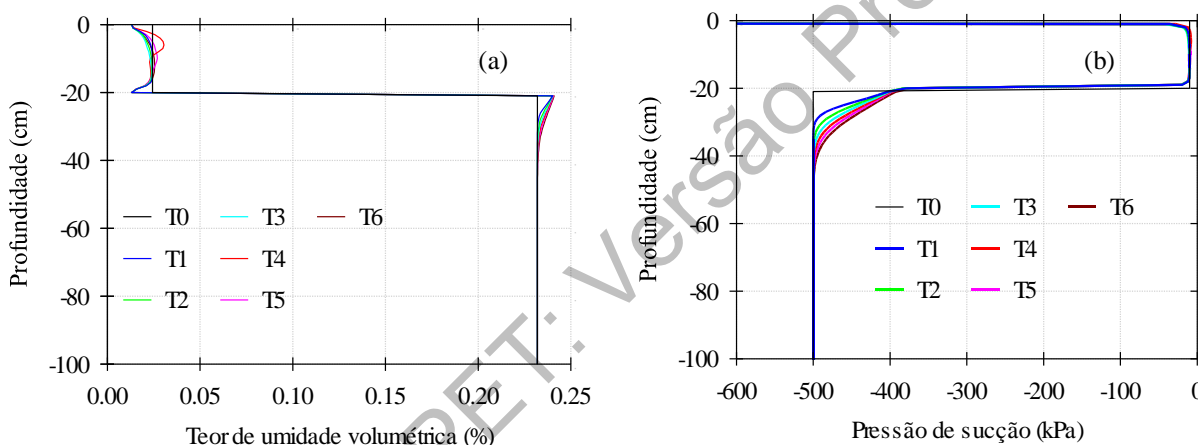 0
-20
-40
-60
-80
-100
0.00 0.05 0.10 0.15 0.20 0.25
Profundidade (cm)
Teor de umidade volumétrica (%)
(a)
T0 T3 T6
T1 T4
T2 T5
0
-20
-40
-60
-80
-100
-600 -500 -400 -300 -200 -100 0
Profundidade (cm)
Pressão de sucção (kPa)
(b)
T0 T3 T6
T1 T4
T2 T5
PET: Versão